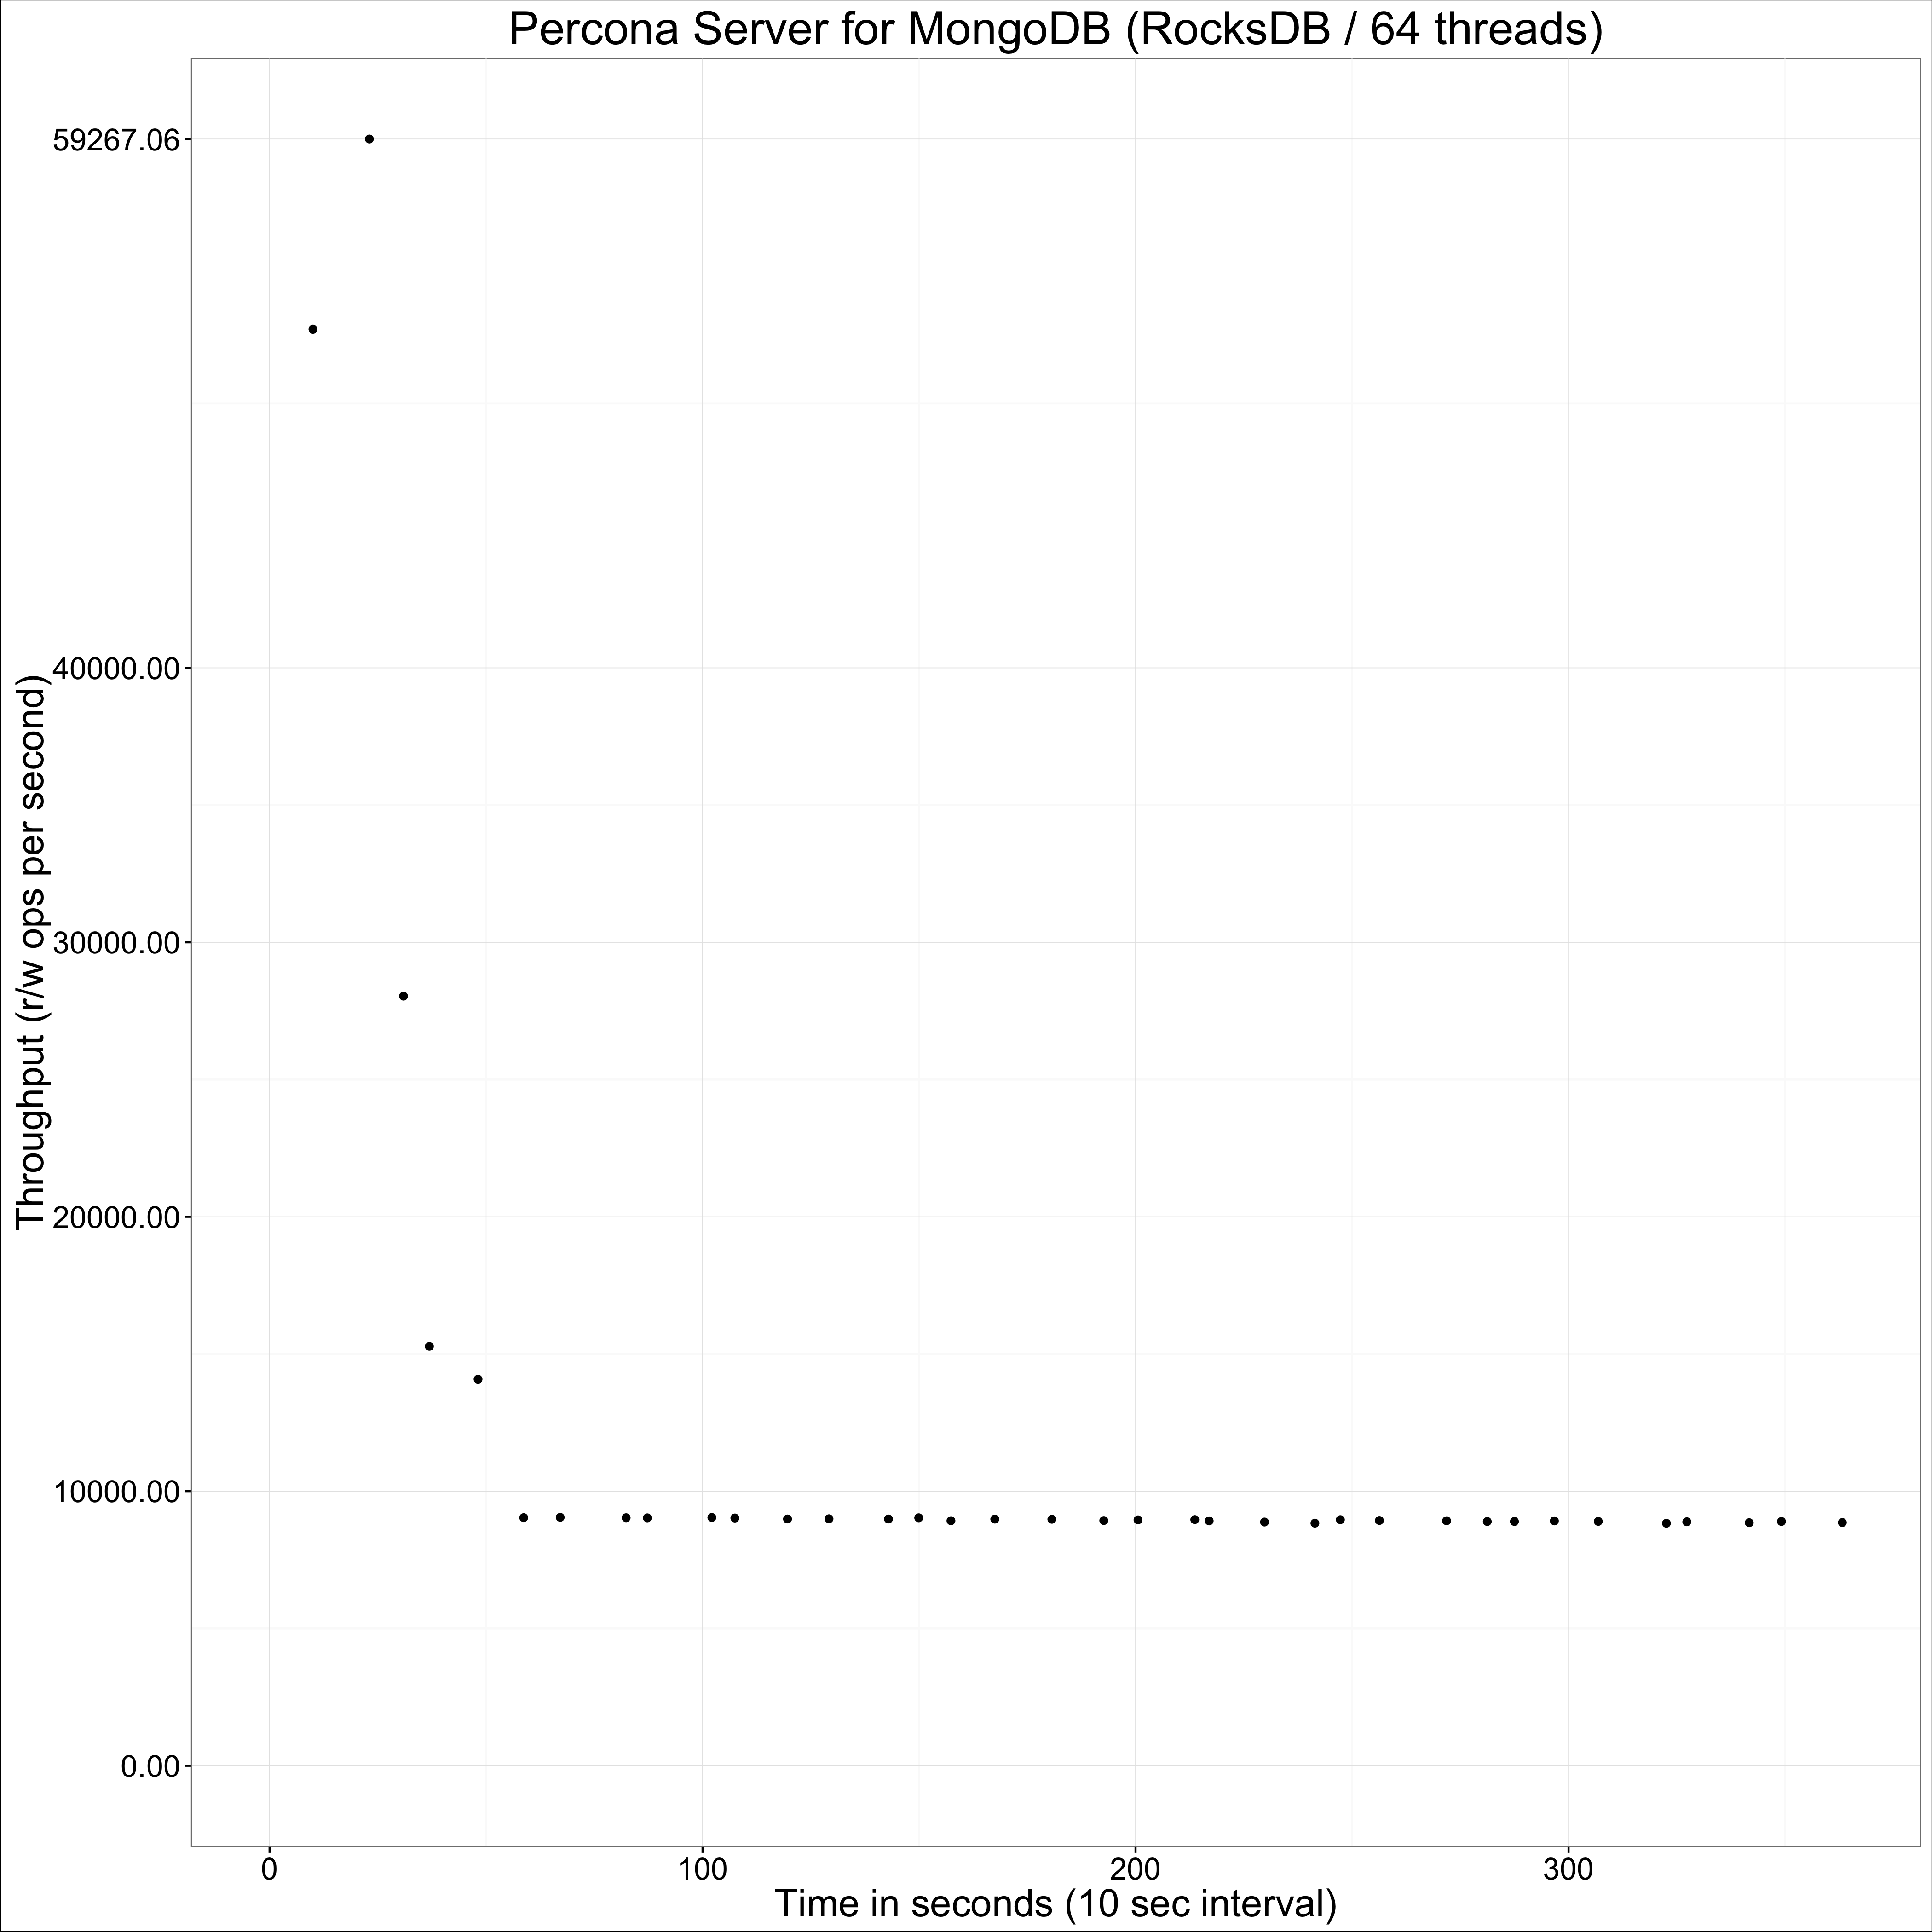 Percona Server for MongoDB (RocksDB / 64 threads)
Throughput (r/w ops per second)
59267.06
40000.00
30000.00
20000.00
10000.00
0.00
0 100 200 300
Time in seconds (10 sec interval)